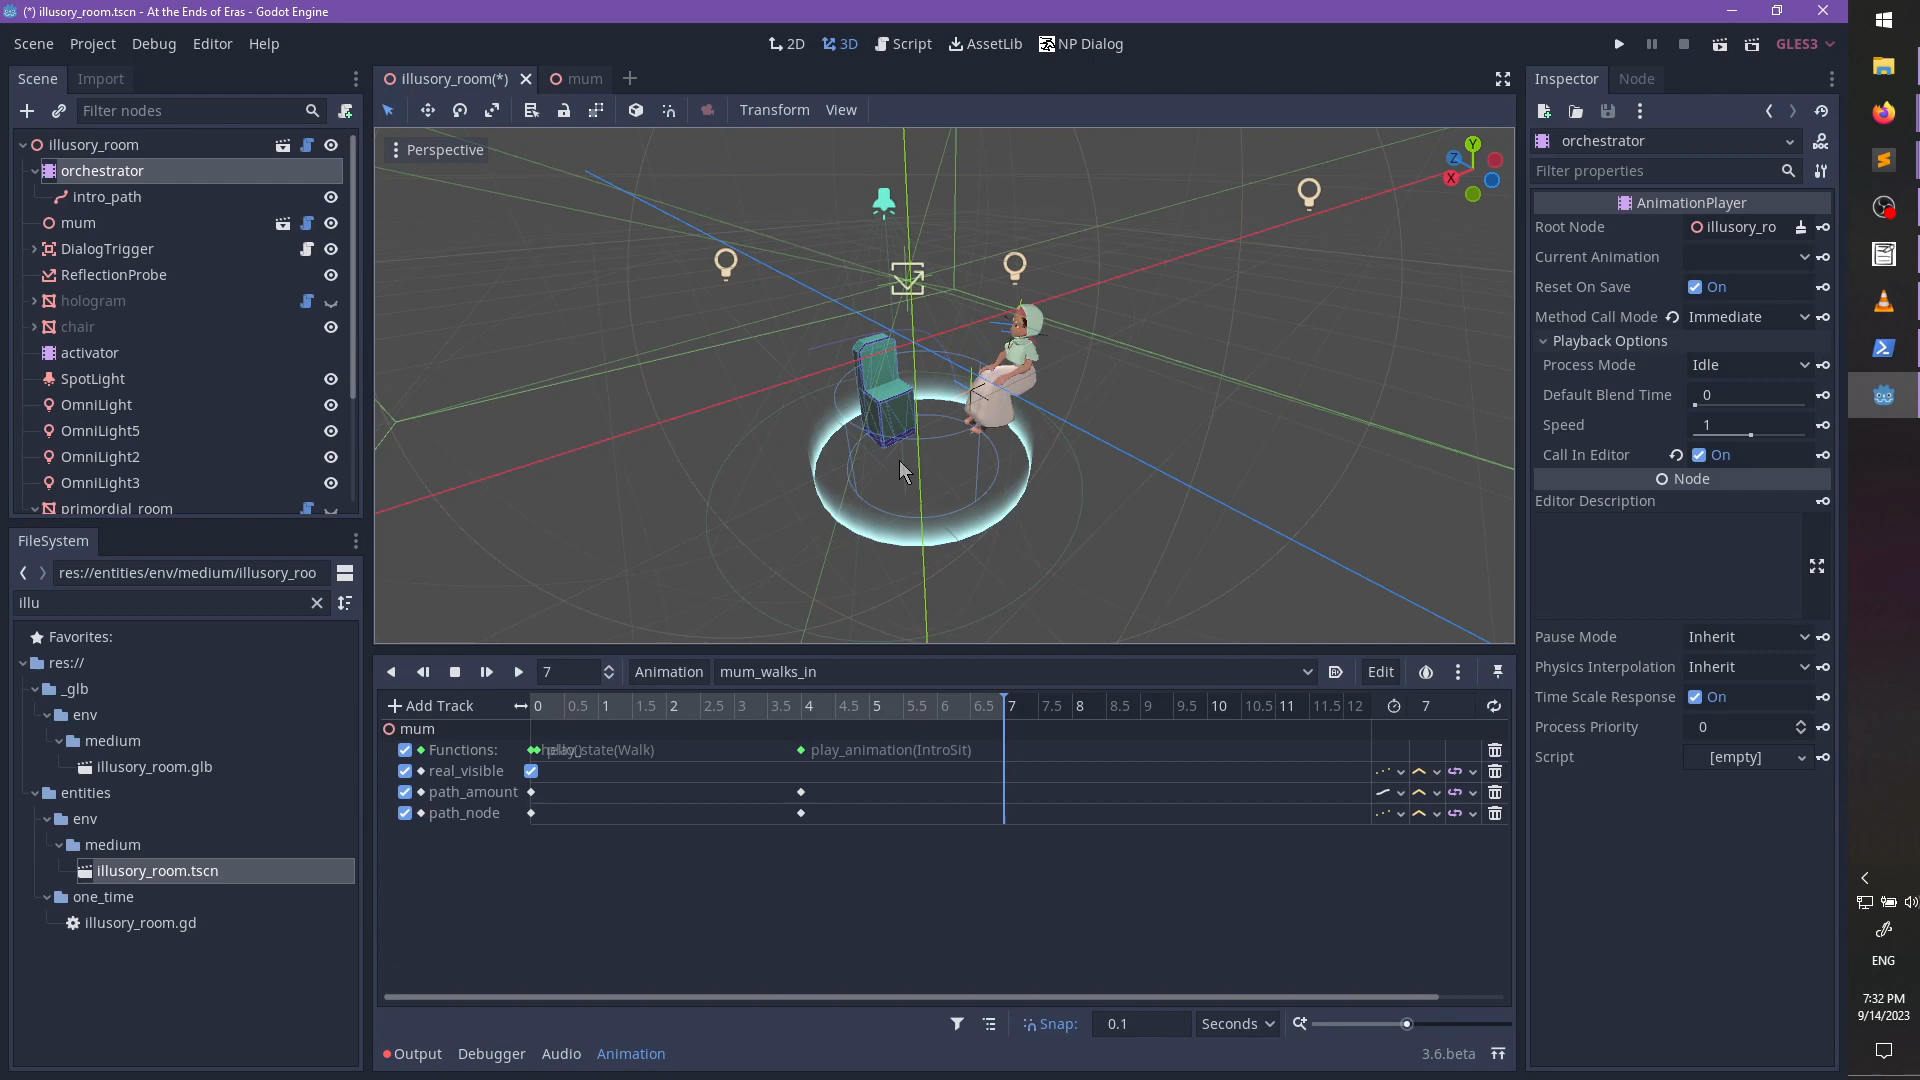 (*) illusory_room.tscn - At the Ends of Eras - Godot Engine
Scene Project Debug Editor Help
2D 3D Script AssetLib NP Dialog
GLES3
Scene Import
Filter nodes
illusory_room
orchestrator
intro_path
mum
DialogTrigger
ReflectionProbe
hologram
chair
activator
SpotLight
OmniLight
OmniLight5
OmniLight2
OmniLight3
primordial_room
FileSystem
res://entities/env/medium/illusory_roo
illu
Favorites:
res://
_glb
env
medium
illusory_room.glb
entities
env
medium
illusory_room.tscn
one_time
illusory_room.gd
illusory_room(*) mum
Transform View
Perspective
Y
Z
X
7 Animation mum_walks_in Edit
Add Track 0 0.5 1 1.5 2 2.5 3 3.5 4 4.5 5 5.5 6 6.5 7 7.5 8 8.5 9 9.5 10 10.5 11 11.5 12 7
mum
Functions: play_state(Walk) play_animation(IntroSit)
real_visible
path_amount
path_node
Snap: 0.1 Seconds
Output Debugger Audio Animation 3.6.beta
Inspector Node
orchestrator
Filter properties
AnimationPlayer
Root Node illusory_ro
Current Animation
Reset On Save On
Method Call Mode Immediate
Playback Options
Process Mode Idle
Default Blend Time 0
Speed 1
Call In Editor On
Node
Editor Description
Pause Mode Inherit
Physics Interpolation Inherit
Time Scale Response On
Process Priority 0
Script [empty]
ENG
7:32 PM
9/14/2023